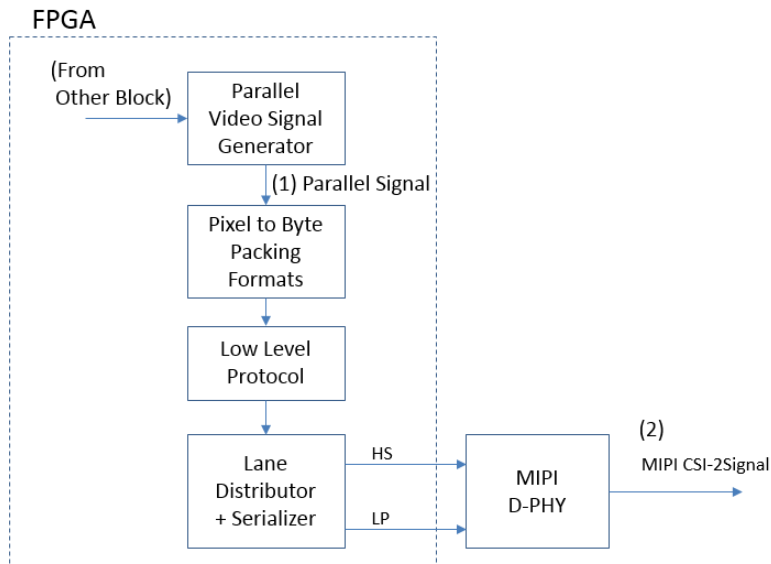 FPGA
(From
Other Block)
Parallel
Video Signal
Generator
(1) Parallel Signal
Pixel to Byte
Packing
Formats
Low Level
Protocol
Lane
Distributor
+ Serializer
HS
LP
MIPI
D-PHY
(2)
MIPI CSI-2Signal